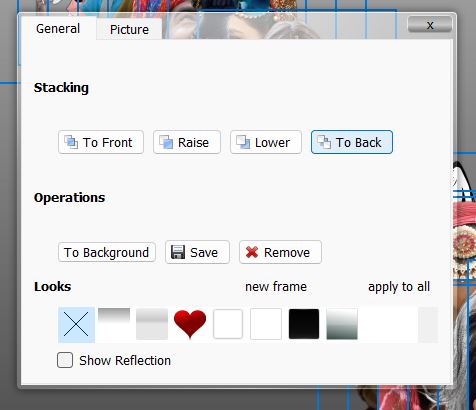 General Picture x
Stacking
To Front Raise Lower To Back
Operations
To Background Save Remove
Looks new frame apply to all
Show Reflection